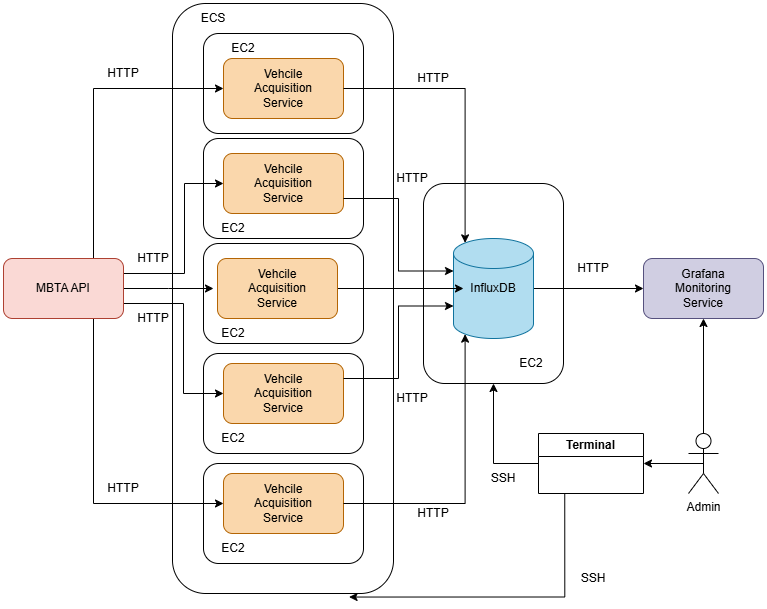 ECS
EC2
Vehcile
Acquisition
Service
HTTP
HTTP
Vehcile
Acquisition
Service
HTTP
EC2
HTTP
MBTA API
HTTP
Vehcile
Acquisition
Service
EC2
InfluxDB
HTTP
Grafana
Monitoring
Service
EC2
Vehcile
Acquisition
Service
HTTP
EC2
Terminal
SSH
HTTP
Vehcile
Acquisition
Service
HTTP
EC2
Admin
SSH